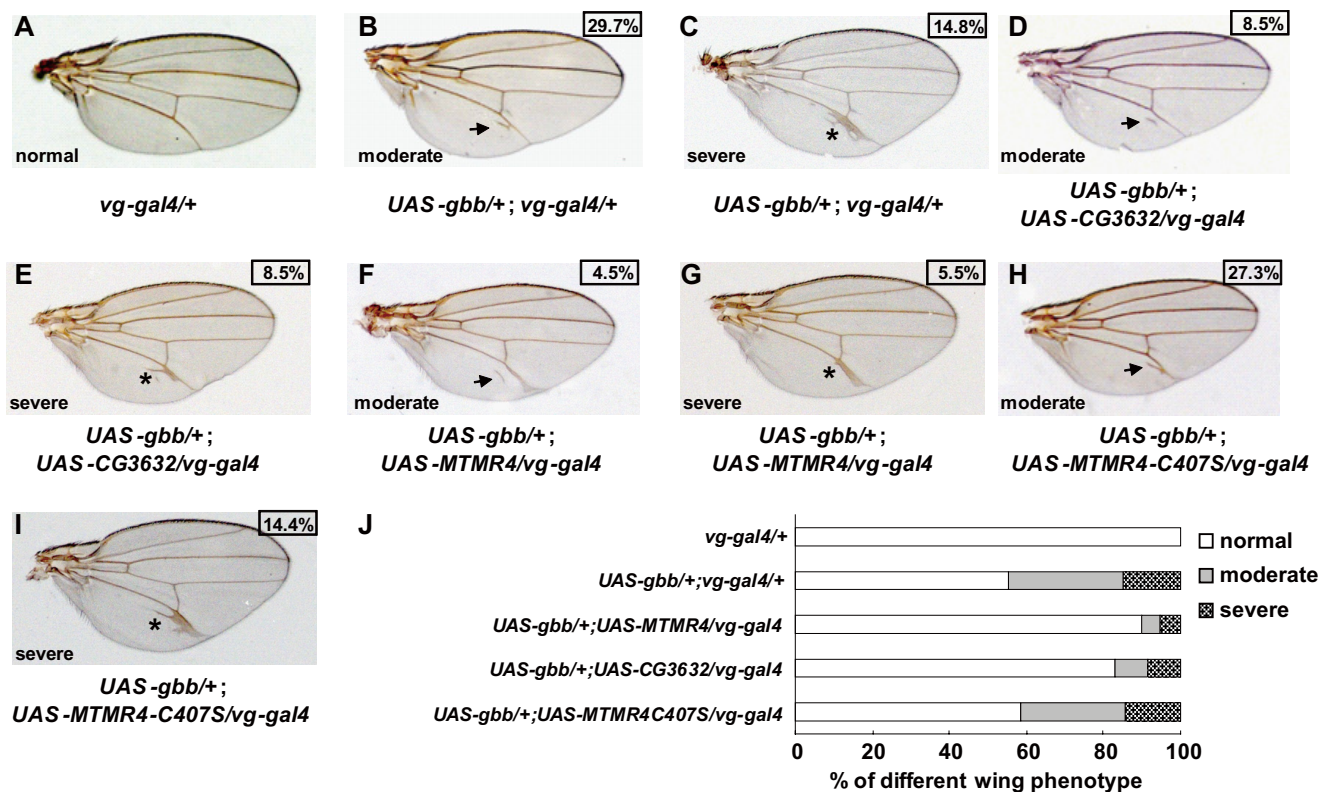 A
normal
vg-gal4/+
B
29.7%
moderate
UAS-gbb/+; vg-gal4/+
C
14.8%
*
severe
UAS-gbb/+; vg-gal4/+
D
8.5%
moderate
UAS-gbb/+;
UAS-CG3632/vg-gal4
E
8.5%
*
severe
UAS-gbb/+;
UAS-CG3632/vg-gal4
F
4.5%
moderate
UAS-gbb/+;
UAS-MTMR4/vg-gal4
G
5.5%
*
severe
UAS-gbb/+;
UAS-MTMR4/vg-gal4
H
27.3%
moderate
UAS-gbb/+;
UAS-MTMR4-C407S/vg-gal4
I
14.4%
*
severe
UAS-gbb/+;
UAS-MTMR4-C407S/vg-gal4
J
vg-gal4/+
UAS-gbb/+;vg-gal4/+
UAS-gbb/+;UAS-MTMR4/vg-gal4
UAS-gbb/+;UAS-CG3632/vg-gal4
UAS-gbb/+;UAS-MTMR4C407S/vg-gal4
0 20 40 60 80 100
% of different wing phenotype
normal
moderate
severe